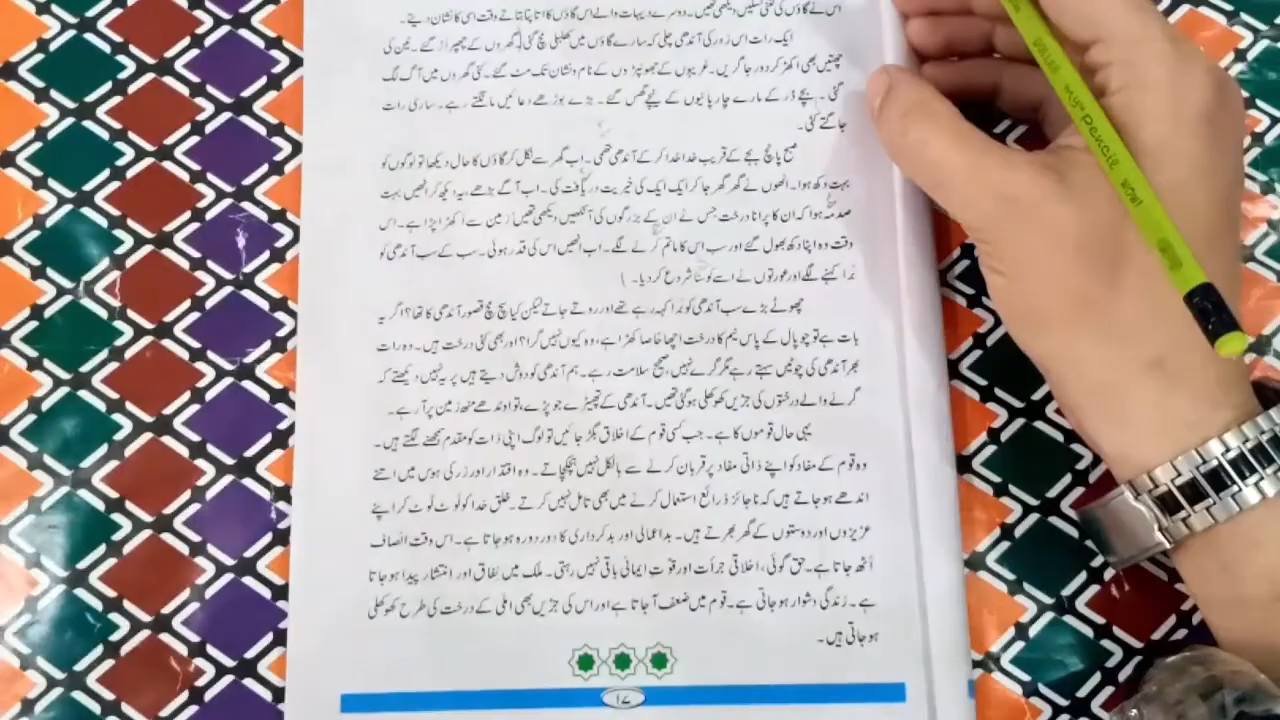 اس نے گاؤں کی کتنی نسلیں دیکھی تھیں۔ دوسرے دیہات والے اس گاؤں کا اتا پتا بتاتے وقت اسی کا نشان دیتے۔
ایک رات اس زور کی آندھی چلی کہ سارے گاؤں میں کھلبلی مچ گئی۔ گھروں کے چھپر اُڑ گئے۔ ٹین کی
چھتیں بھی اکھڑ کر دور جا گریں۔ غریبوں کے جھونپڑوں کے نام و نشان تک مٹ گئے۔ کئی گھروں میں آگ لگ
گئی۔ بچے ڈر کے مارے چارپائیوں کے نیچے گھس گئے۔ بڑے بوڑھے دعائیں مانگتے رہے۔ ساری رات
جاگتے کٹی۔
صبح پانچ بجے کے قریب خدا خدا کر کے آندھی تھمی۔ اب گھر سے نکل کر گاؤں کا حال دیکھا تو لوگوں کو
بہت دکھ ہوا۔ انھوں نے گھر گھر جا کر ایک ایک کی خیریت دریافت کی۔ اب آگے بڑھے، یہ دیکھ کر انھیں بہت
صدمہ ہوا کہ ان کا پرانا درخت جس نے ان کے بزرگوں کی آنکھیں دیکھی تھیں زمین سے اکھڑا پڑا ہے۔ اس
وقت وہ اپنا دکھ بھول گئے اور سب اس کا ماتم کرنے لگے۔ اب انھیں اس کی قدر ہوئی۔ سب کے سب آندھی کو
بُرا کہنے لگے اور عورتوں نے اسے کوسنا شروع کر دیا۔
چھوٹے بڑے سب آندھی کو بُرا کہہ رہے تھے اور روتے جاتے لیکن کیا سچ مچ قصور آندھی کا تھا؟ اگر یہ
بات ہے تو چوپال کے پاس نیم کا درخت اچھا خاصا کھڑا ہے، وہ کیوں نہیں گرا؟ اور بھی کئی درخت ہیں۔ وہ رات
بھر آندھی کی چوٹیں سہتے رہے مگر گرے نہیں، صحیح سلامت رہے۔ ہم آندھی کو دوش دیتے ہیں پر یہ نہیں دیکھتے کہ
گرنے والے درختوں کی جڑیں کھوکھلی ہو گئی تھیں۔ آندھی کے تھپیڑے جو پڑے، تو اوندھے منھ زمین پر آ رہے۔
یہی حال قوموں کا ہے۔ جب کسی قوم کے اخلاق بگڑ جائیں تو لوگ اپنی ذات کو مقدم سمجھنے لگتے ہیں۔
وہ قوم کے مفاد کو اپنے ذاتی مفاد پر قربان کرنے سے بالکل نہیں ہچکچاتے۔ وہ اقتدار اور زر کی ہوس میں اتنے
اندھے ہو جاتے ہیں کہ ناجائز ذرائع استعمال کرنے میں بھی تامل نہیں کرتے۔ خلق خدا کو لوٹ لوٹ کر اپنے
عزیزوں اور دوستوں کے گھر بھرتے ہیں۔ بداعمالی اور بدکرداری کا دور دورہ ہو جاتا ہے۔ اس وقت انصاف
اُٹھ جاتا ہے۔ حق گوئی، اخلاقی جرأت اور قوتِ ایمانی باقی نہیں رہتی۔ ملک میں نفاق اور انتشار پیدا ہو جاتا
ہے۔ زندگی دشوار ہو جاتی ہے۔ قوم میں ضعف آ جاتا ہے اور اس کی جڑیں بھی املی کے درخت کی طرح کھوکھلی
ہو جاتی ہیں۔
۱۷
DOLLAR my Pencil WOW!